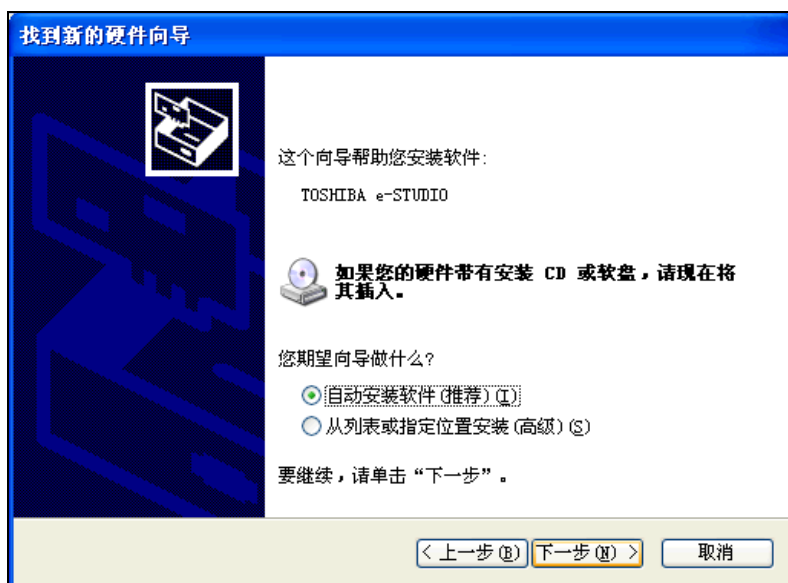 找到新的硬件向导
这个向导帮助您安装软件:
TOSHIBA e-STUDIO
如果您的硬件带有安装 CD 或软盘，请现在将
其插入。
您期望向导做什么?
自动安装软件(推荐)(I)
从列表或指定位置安装(高级)(S)
要继续，请单击“下一步”。
< 上一步(B) 下一步(N) > 取消